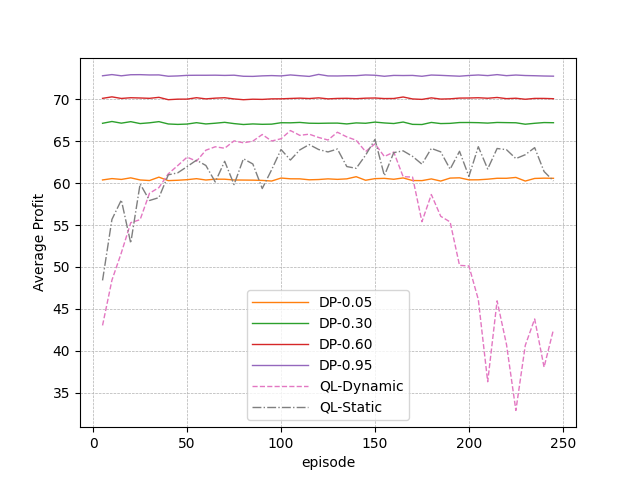 70
65
60
55
50
45
40
35
Average Profit
DP-0.05
DP-0.30
DP-0.60
DP-0.95
QL-Dynamic
QL-Static
0 50 100 150 200 250
episode